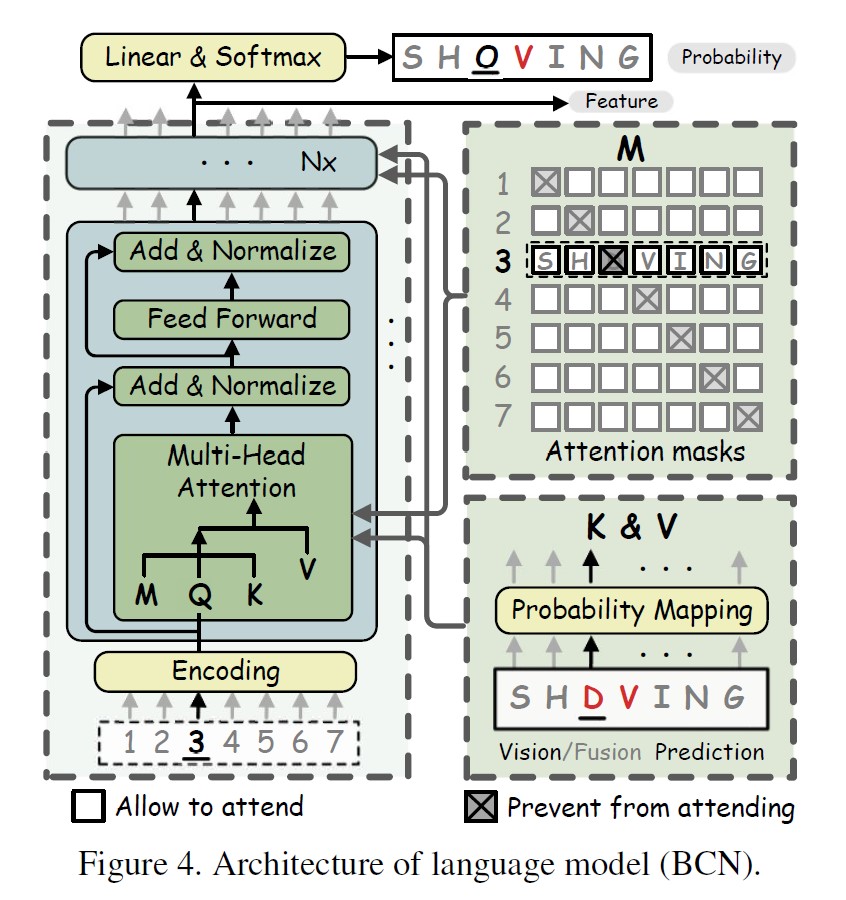 Linear & Softmax
S H O V I N G
Probability
Feature
. . . Nx
Add & Normalize
Feed Forward
Add & Normalize
Multi-Head
Attention
M Q K V
Encoding
1 2 3 4 5 6 7
M
1
2
3 S H V I N G
4
5
6
7
Attention masks
K & V
. . .
Probability Mapping
. . .
S H D V I N G
Vision/Fusion Prediction
Allow to attend
Prevent from attending
Figure 4. Architecture of language model (BCN).